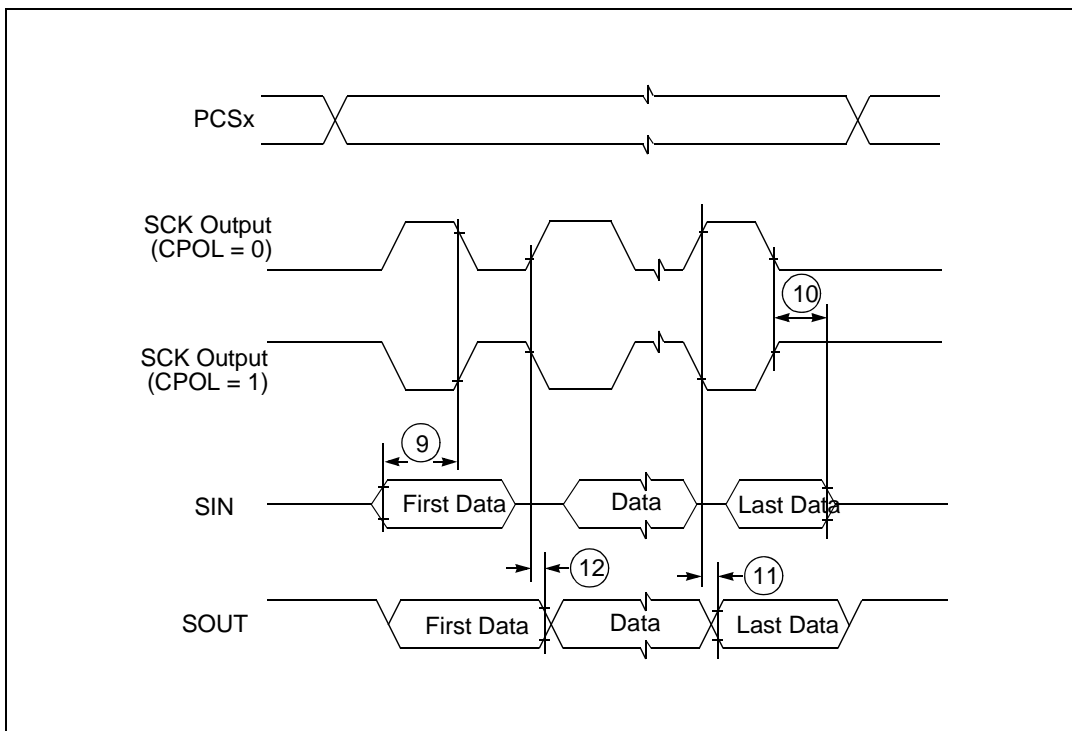 PCSx
SCK Output
(CPOL = 0)
10
SCK Output
(CPOL = 1)
9
SIN
First Data
Data
Last Data
12
11
SOUT
First Data
Data
Last Data